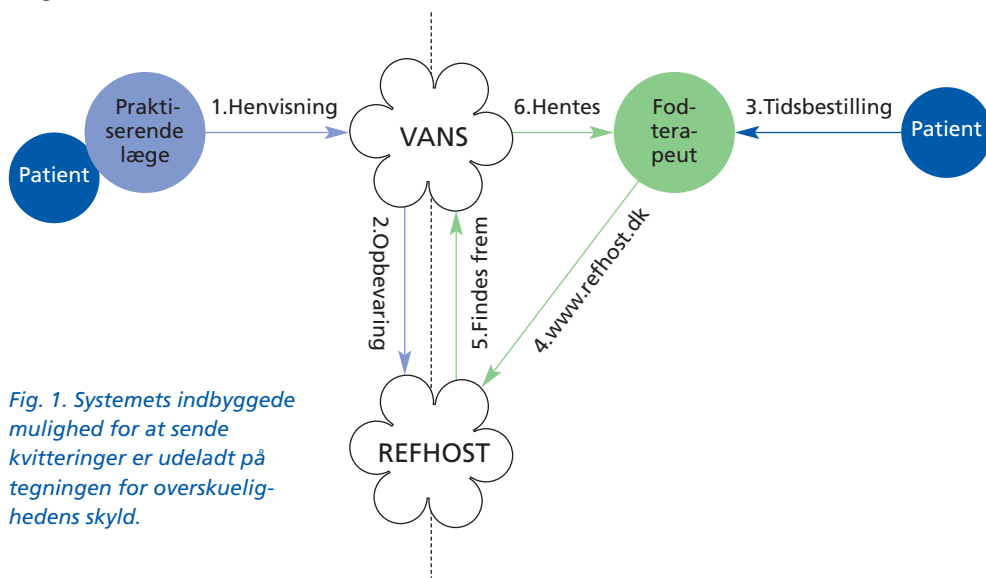 Prakti-
serende
læge
Patient
1.Henvisning
VANS
6.Hentes
Fod-
tera-
peut
3.Tidsbestilling
Patient
2.Opbevaring
5.Findes frem
4.www.refhost.dk
REFHOST
Fig. 1. Systemets indbyggede
mulighed for at sende
kvitteringer er udeladt på
tegningen for overskuelig-
hedens skyld.